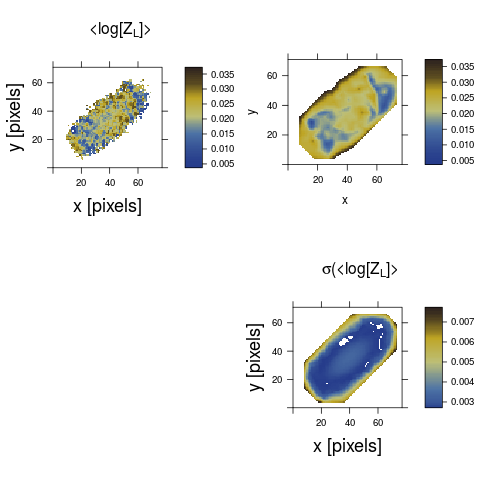 <log[Z_L]>
60
40
20
20 40 60
x [pixels]
y [pixels]
0.035
0.030
0.025
0.020
0.015
0.010
0.005
60
40
20
20 40 60
x
y
0.035
0.030
0.025
0.020
0.015
0.010
0.005
σ(<log[Z_L]>
60
40
20
20 40 60
x [pixels]
y [pixels]
0.007
0.006
0.005
0.004
0.003